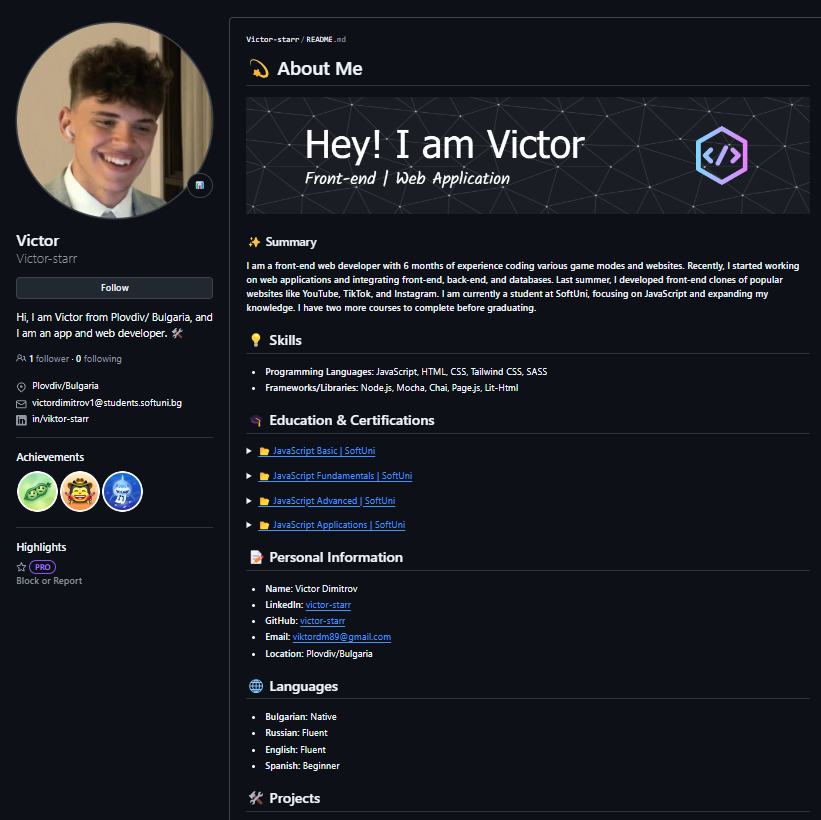 Victor
Victor-starr
Follow
Hi, I am Victor from Plovdiv/ Bulgaria, and
I am an app and web developer. 🛠️
1 follower · 0 following
Plovdiv/Bulgaria
victordimitrov1@students.softuni.bg
in/viktor-starr
Achievements
Highlights
PRO
Block or Report
Victor-starr / README.md
💫 About Me
Hey! I am Victor
Front-end | Web Application
</>
✨ Summary
I am a front-end web developer with 6 months of experience coding various game modes and websites. Recently, I started working
on web applications and integrating front-end, back-end, and databases. Last summer, I developed front-end clones of popular
websites like YouTube, TikTok, and Instagram. I am currently a student at SoftUni, focusing on JavaScript and expanding my
knowledge. I have two more courses to complete before graduating.
💡 Skills
• Programming Languages: JavaScript, HTML, CSS, Tailwind CSS, SASS
• Frameworks/Libraries: Node.js, Mocha, Chai, Page.js, Lit-Html
🎓 Education & Certifications
▶ 📂 JavaScript Basic | SoftUni
▶ 📂 JavaScript Fundamentals | SoftUni
▶ 📂 JavaScript Advanced | SoftUni
▶ 📂 JavaScript Applications | SoftUni
📝 Personal Information
• Name: Victor Dimitrov
• LinkedIn: victor-starr
• GitHub: victor-starr
• Email: viktordm89@gmail.com
• Location: Plovdiv/Bulgaria
🌐 Languages
• Bulgarian: Native
• Russian: Fluent
• English: Fluent
• Spanish: Beginner
🛠️ Projects